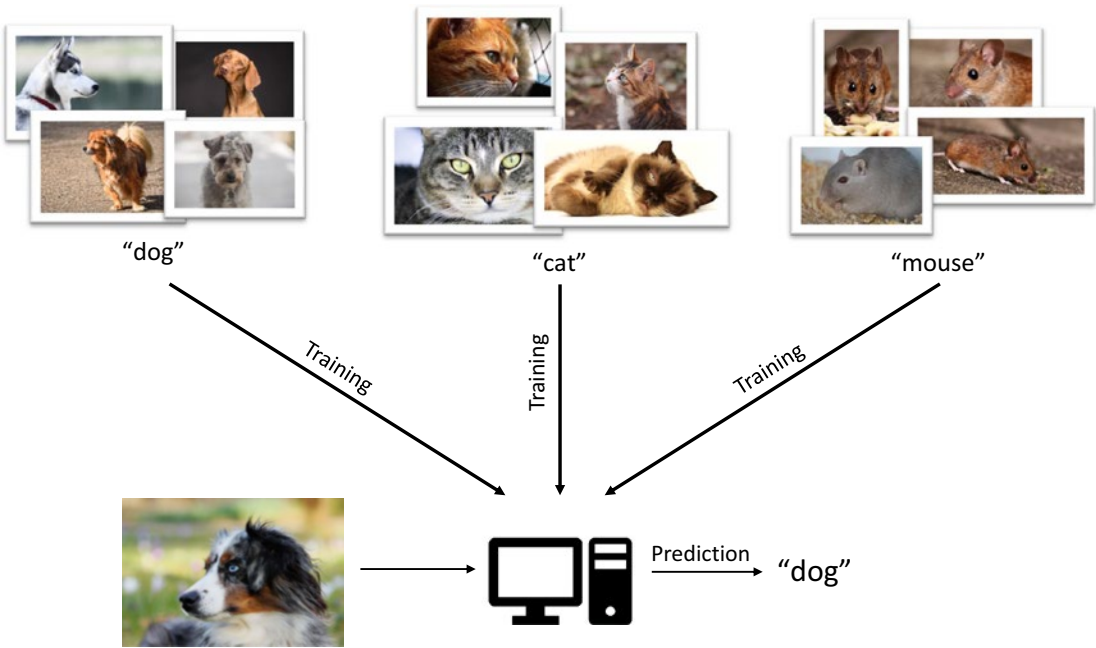 “dog”
“cat”
“mouse”
Training
Training
Training
Prediction
“dog”